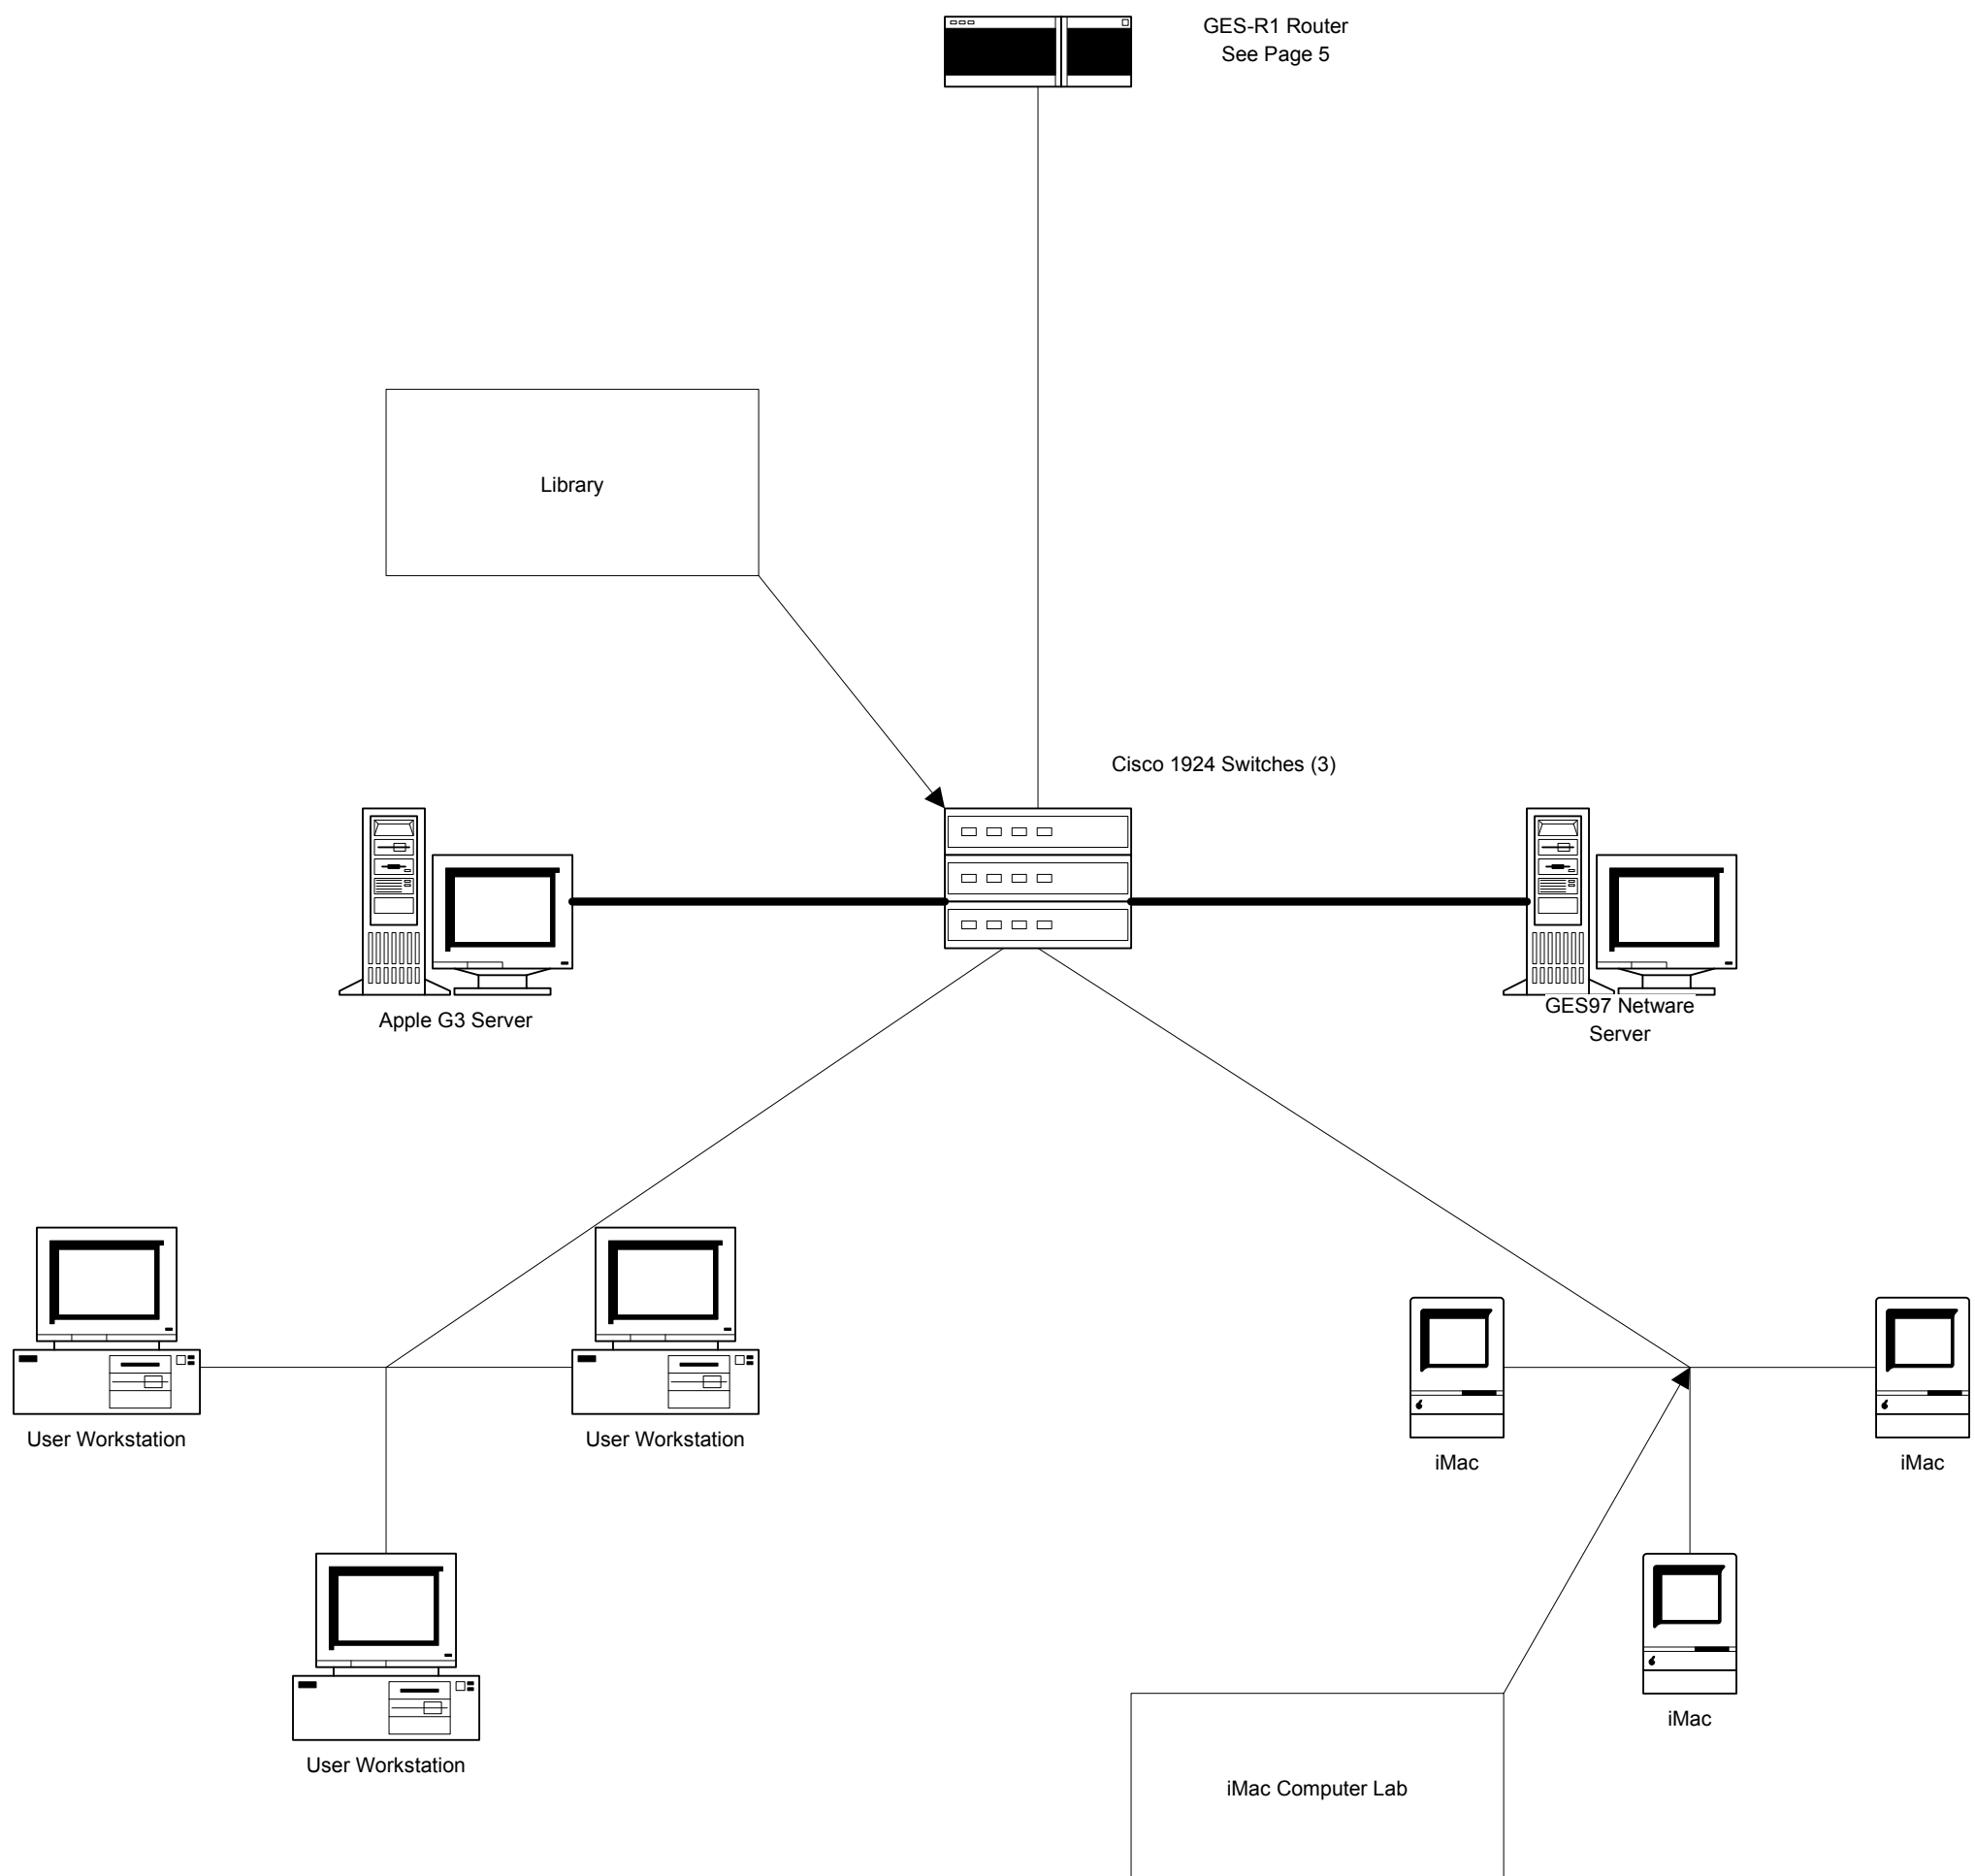 GES-R1 Router
See Page 5
Library
Cisco 1924 Switches (3)
Apple G3 Server
GES97 Netware
Server
User Workstation
User Workstation
iMac
iMac
User Workstation
iMac
iMac Computer Lab